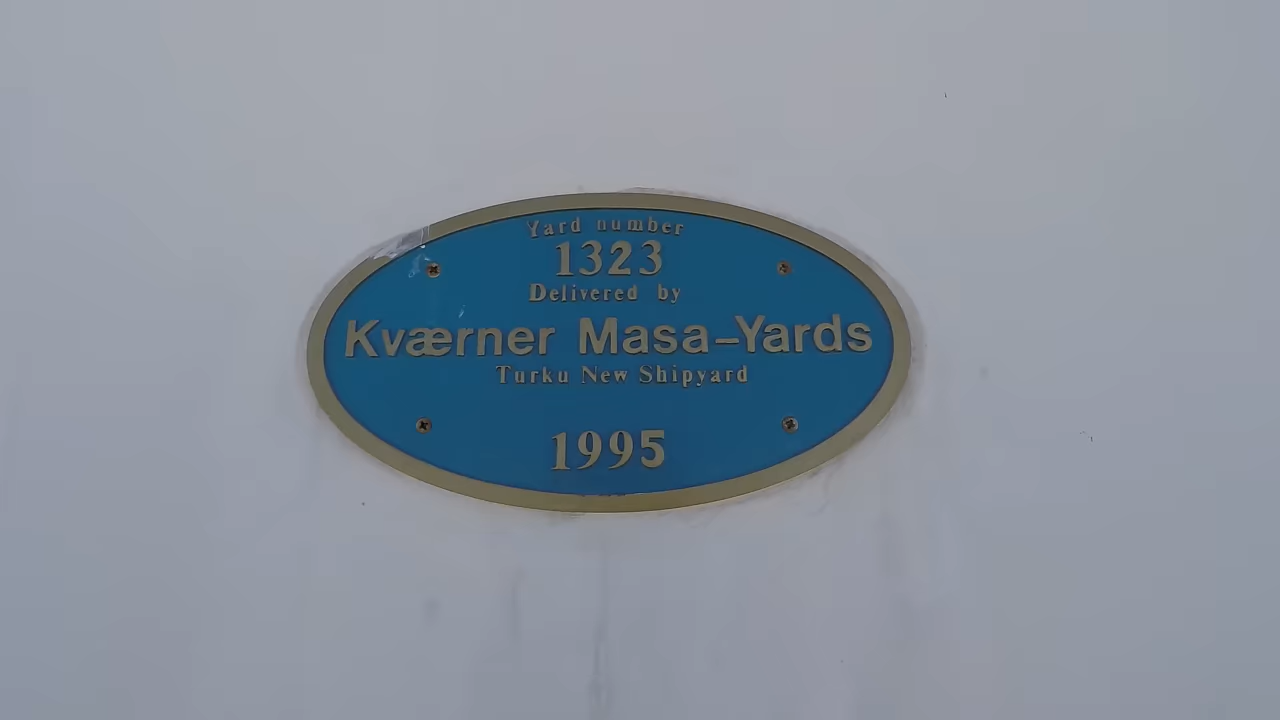 Yard number
1323
Delivered by
Kværner Masa-Yards
Turku New Shipyard
1995